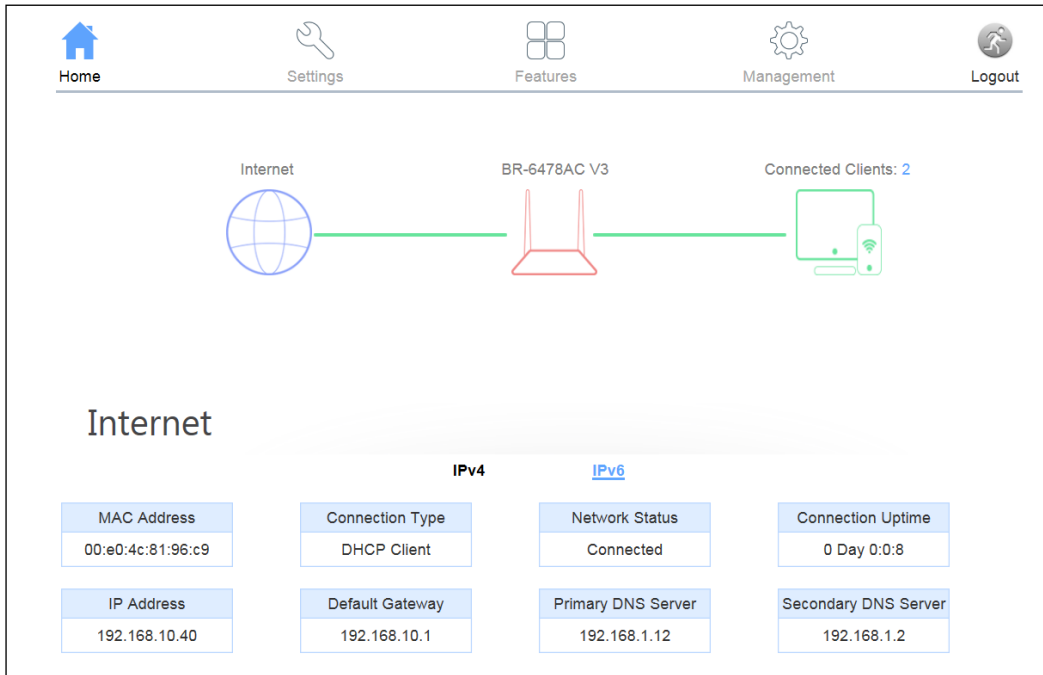 Home Settings Features Management Logout
Internet BR-6478AC V3 Connected Clients: 2
Internet
IPv4 IPv6
MAC Address Connection Type Network Status Connection Uptime
00:e0:4c:81:96:c9 DHCP Client Connected 0 Day 0:0:8
IP Address Default Gateway Primary DNS Server Secondary DNS Server
192.168.10.40 192.168.10.1 192.168.1.12 192.168.1.2